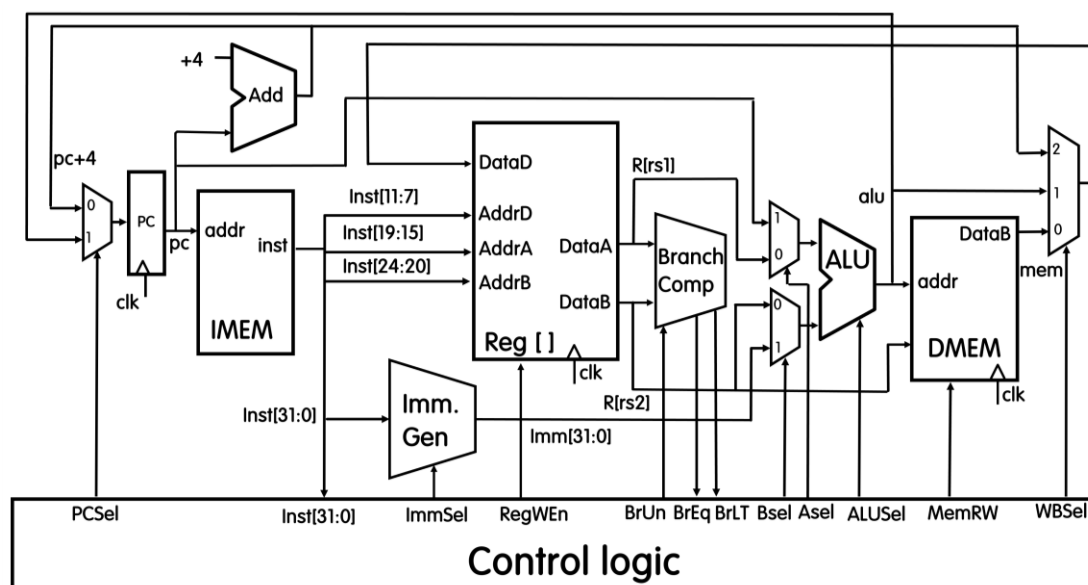 +4
Add
pc+4
0
1
PC
pc
clk
addr
inst
IMEM
Inst[11:7]
Inst[19:15]
Inst[24:20]
DataD
AddrD
AddrA
AddrB
DataA
DataB
Reg [ ]
clk
R[rs1]
Branch
Comp
1
0
0
1
ALU
alu
addr
DataB
DMEM
clk
mem
2
1
0
Inst[31:0]
Imm.
Gen
Imm[31:0]
R[rs2]
PCSel
Inst[31:0]
ImmSel
RegWEn
BrUn
BrEq
BrLT
Bsel
Asel
ALUSel
MemRW
WBSel
Control logic